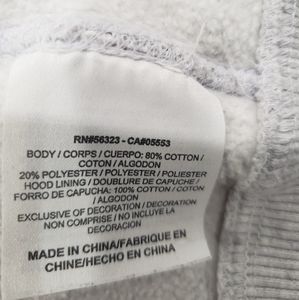 RN#56323 - CA#05553
BODY / CORPS / CUERPO: 80% COTTON /
COTON / ALGODON
20% POLYESTER / POLYESTER / POLIESTER
HOOD LINING / DOUBLURE DE CAPUCHE /
FORRO DE CAPUCHA: 100% COTTON / COTON
/ ALGODON
EXCLUSIVE OF DECORATION / DECORATION
NON COMPRISE / NO INCLUYE LA
DECORACION
MADE IN CHINA/FABRIQUE EN
CHINE/HECHO EN CHINA